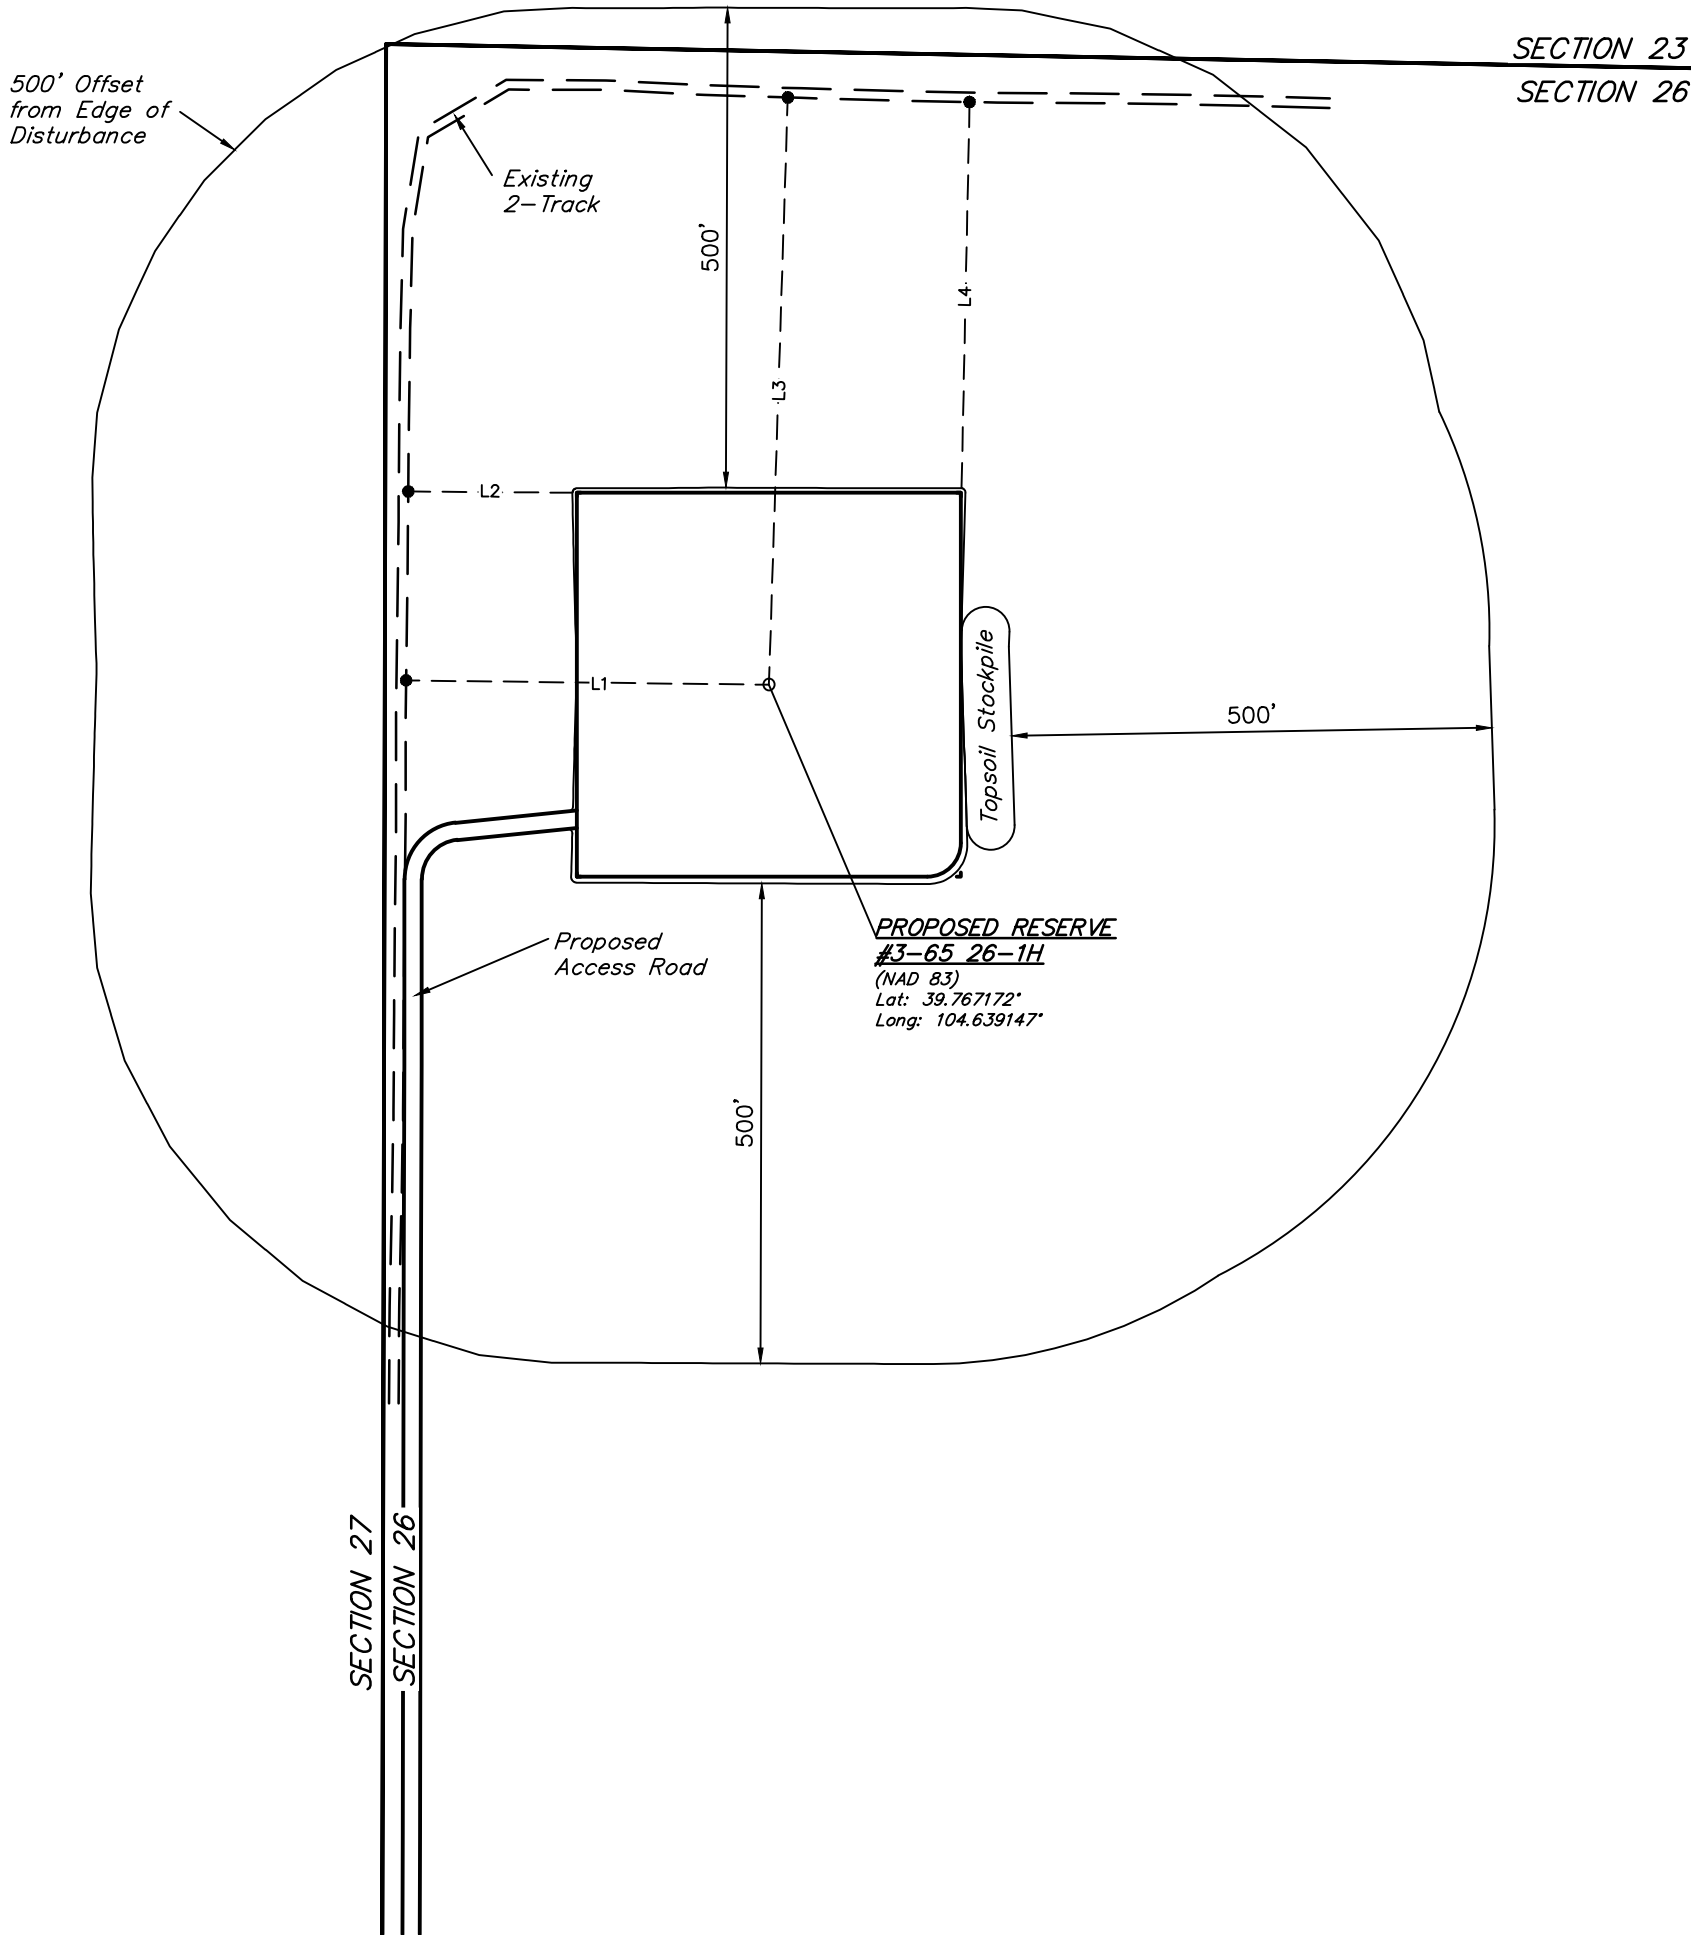 SECTION 23
SECTION 26
500' Offset
from Edge of
Disturbance
Existing
2-Track
500'
L4
L3
L2
L1
Topsoil Stockpile
500'
PROPOSED RESERVE
#3-65 26-1H
(NAD 83)
Lat: 39.767172°
Long: 104.639147°
Proposed
Access Road
500'
SECTION 27
SECTION 26